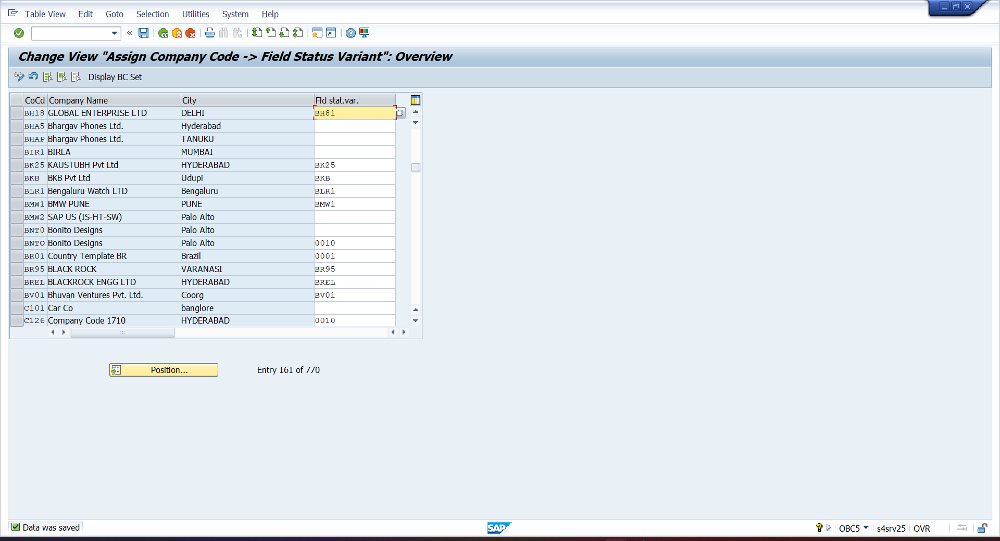 Table View Edit Goto Selection Utilities System Help
Change View "Assign Company Code -> Field Status Variant": Overview
Display BC Set
CoCd Company Name City Fld stat.var.
BH18 GLOBAL ENTERPRISE LTD DELHI BH81
BHA5 Bhargav Phones Ltd. Hyderabad
BHAP Bhargav Phones Ltd. TANUKU
BIR1 BIRLA MUMBAI
BK25 KAUSTUBH Pvt Ltd HYDERABAD BK25
BKB BKB Pvt Ltd Udupi BKB
BLR1 Bengaluru Watch LTD Bengaluru BLR1
BMW1 BMW PUNE PUNE BMW1
BMW2 SAP US (IS-HT-SW) Palo Alto
BNT0 Bonito Designs Palo Alto
BNTO Bonito Designs Palo Alto 0010
BR01 Country Template BR Brazil 0001
BR95 BLACK ROCK VARANASI BR95
BREL BLACKROCK ENGG LTD HYDERABAD BREL
BV01 Bhuvan Ventures Pvt. Ltd. Coorg BV01
C101 Car Co banglore
C126 Company Code 1710 HYDERABAD 0010
Position... Entry 161 of 770
Data was saved SAP OBC5 s4srv25 OVR